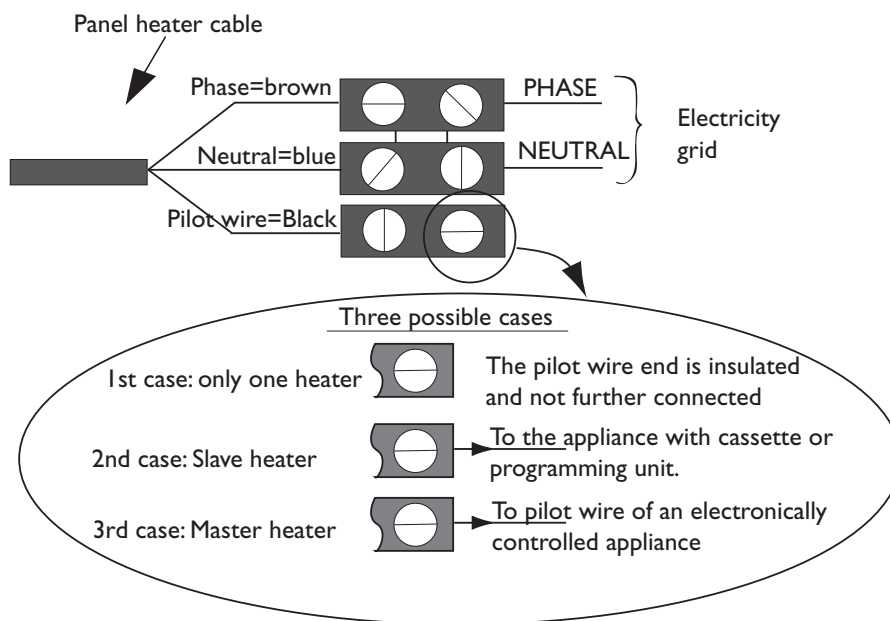 Panel heater cable
Phase=brown
PHASE
Neutral=blue
NEUTRAL
Electricity
grid
Pilot wire=Black
Three possible cases
1st case: only one heater
The pilot wire end is insulated
and not further connected
2nd case: Slave heater
To the appliance with cassette or
programming unit.
3rd case: Master heater
To pilot wire of an electronically
controlled appliance